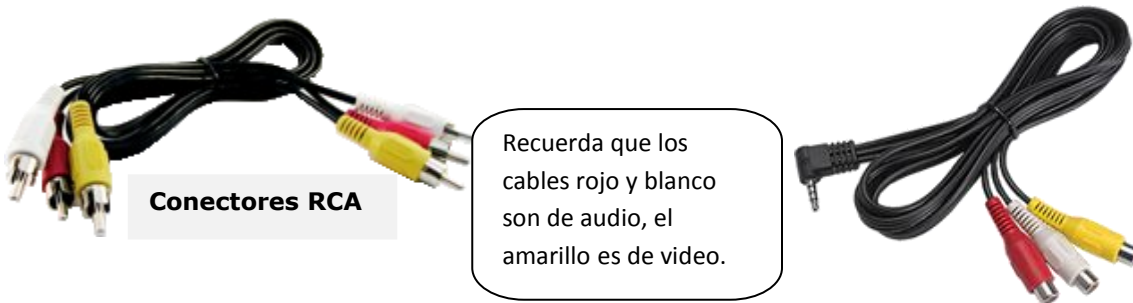 Conectores RCA
Recuerda que los
cables rojo y blanco
son de audio, el
amarillo es de video.